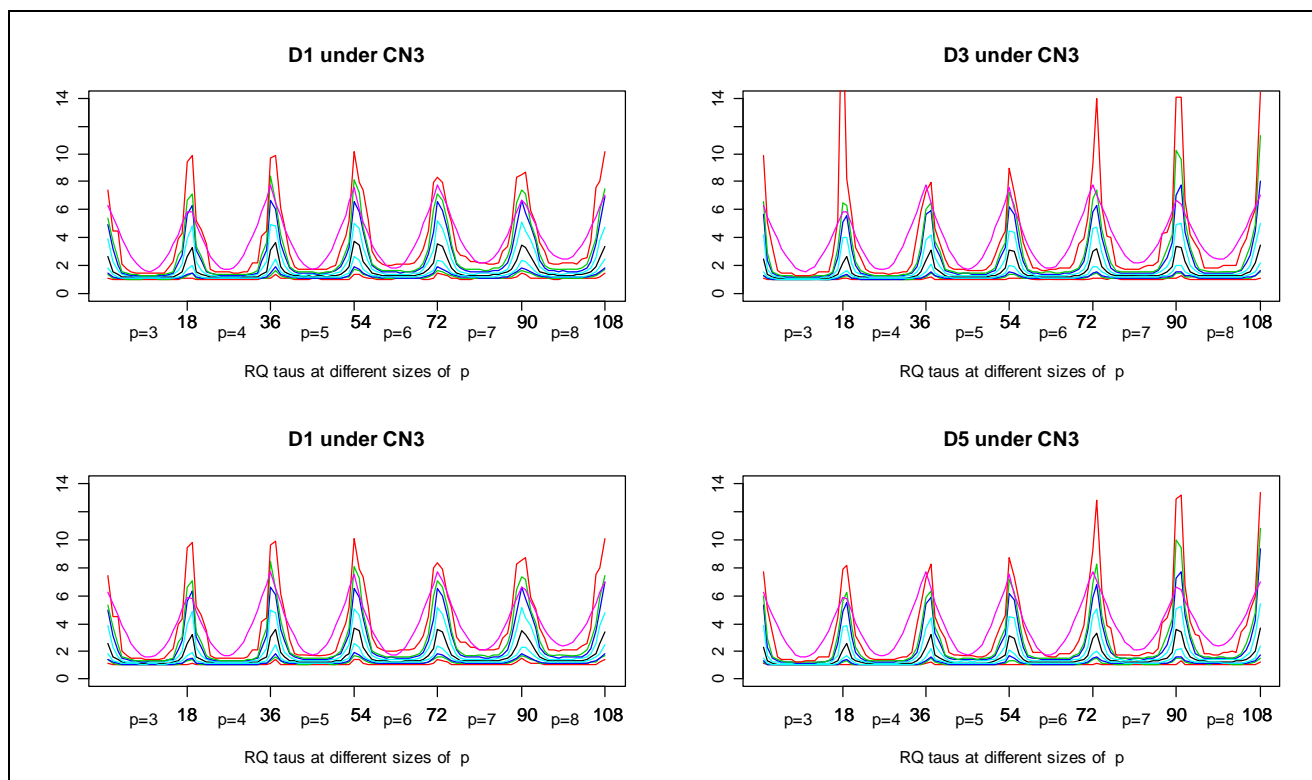 D1 under CN3
14
10
8
6
4
2
0
18
36
54
72
90
108
p=3
p=4
p=5
p=6
p=7
p=8
RQ taus at different sizes of p
D3 under CN3
14
10
8
6
4
2
0
18
36
54
72
90
108
p=3
p=4
p=5
p=6
p=7
p=8
RQ taus at different sizes of p
D1 under CN3
14
10
8
6
4
2
0
18
36
54
72
90
108
p=3
p=4
p=5
p=6
p=7
p=8
RQ taus at different sizes of p
D5 under CN3
14
10
8
6
4
2
0
18
36
54
72
90
108
p=3
p=4
p=5
p=6
p=7
p=8
RQ taus at different sizes of p